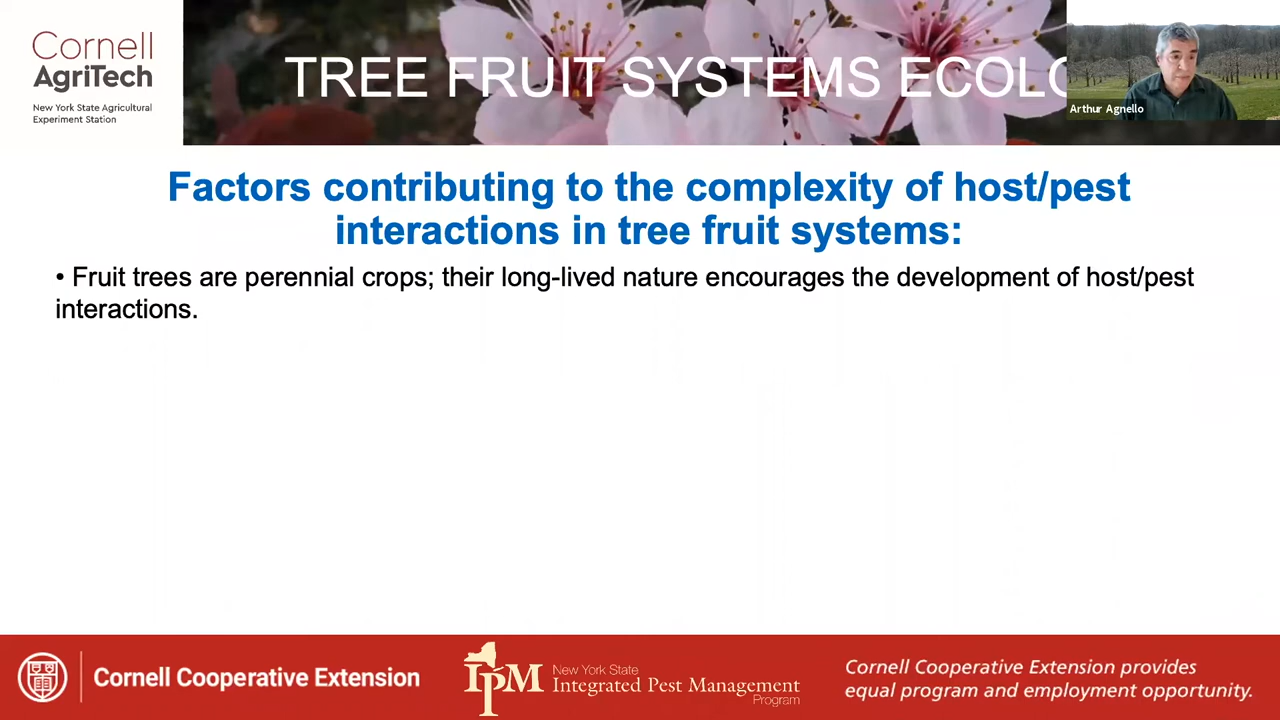 Cornell
AgriTech
New York State Agricultural
Experiment Station
TREE FRUIT SYSTEMS ECOLO
Arthur Agnello
Factors contributing to the complexity of host/pest
interactions in tree fruit systems:
• Fruit trees are perennial crops; their long-lived nature encourages the development of host/pest
interactions.
Cornell Cooperative Extension
IPM
New York State
Integrated Pest Management
Program
Cornell Cooperative Extension provides
equal program and employment opportunity.